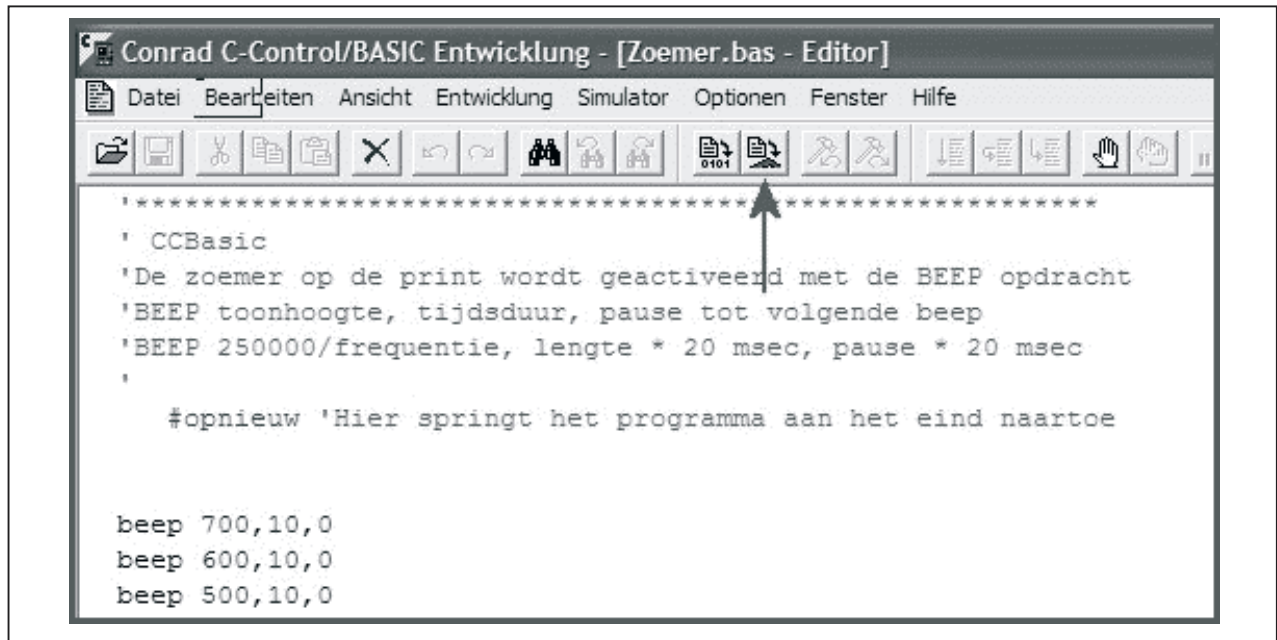 Conrad C-Control/BASIC Entwicklung - [Zoemer.bas - Editor]
Datei Bearbeiten Ansicht Entwicklung Simulator Optionen Fenster Hilfe
0101
'***********************************************************
' CCBasic
'De zoemer op de print wordt geactiveerd met de BEEP opdracht
'BEEP toonhoogte, tijdsduur, pause tot volgende beep
'BEEP 250000/frequentie, lengte * 20 msec, pause * 20 msec
'
#opnieuw 'Hier springt het programma aan het eind naartoe
beep 700,10,0
beep 600,10,0
beep 500,10,0